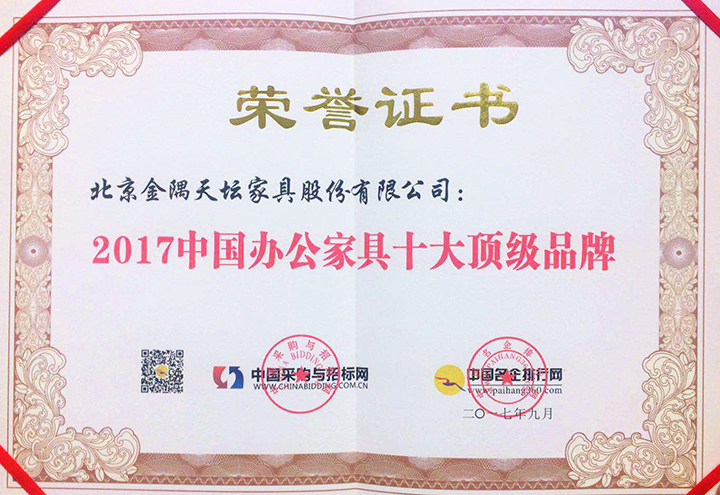 荣誉证书
北京金隅天坛家具股份有限公司:
2017中国办公家具十大顶级品牌
中国采购与招标网
WWW.CHINABIDDING.COM.CN
中国名企排行网
www.paihang360.com
二〇一七年九月